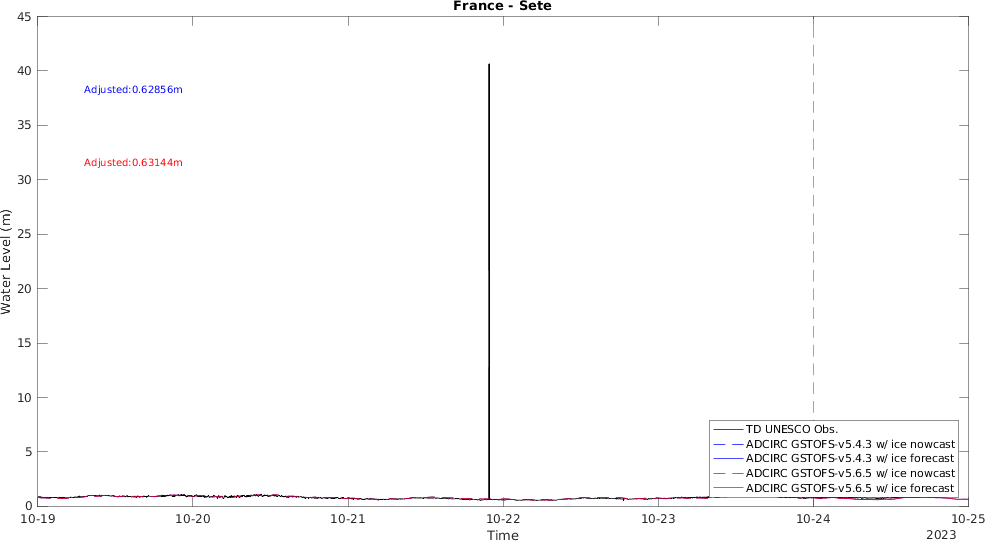 France - Sete
45
40
35
30
25
20
15
10
5
0
Water Level (m)
Adjusted:0.62856m
Adjusted:0.63144m
TD UNESCO Obs.
ADCIRC GSTOFS-v5.4.3 w/ ice nowcast
ADCIRC GSTOFS-v5.4.3 w/ ice forecast
ADCIRC GSTOFS-v5.6.5 w/ ice nowcast
ADCIRC GSTOFS-v5.6.5 w/ ice forecast
10-19 10-20 10-21 10-22 10-23 10-24 10-25
Time
2023